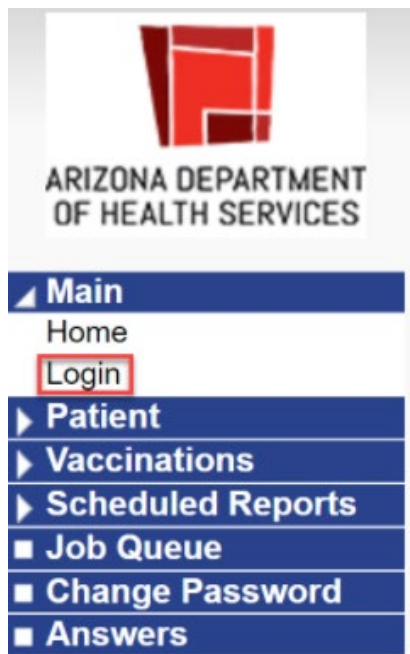 ARIZONA DEPARTMENT
OF HEALTH SERVICES
Main
Home
Login
Patient
Vaccinations
Scheduled Reports
Job Queue
Change Password
Answers